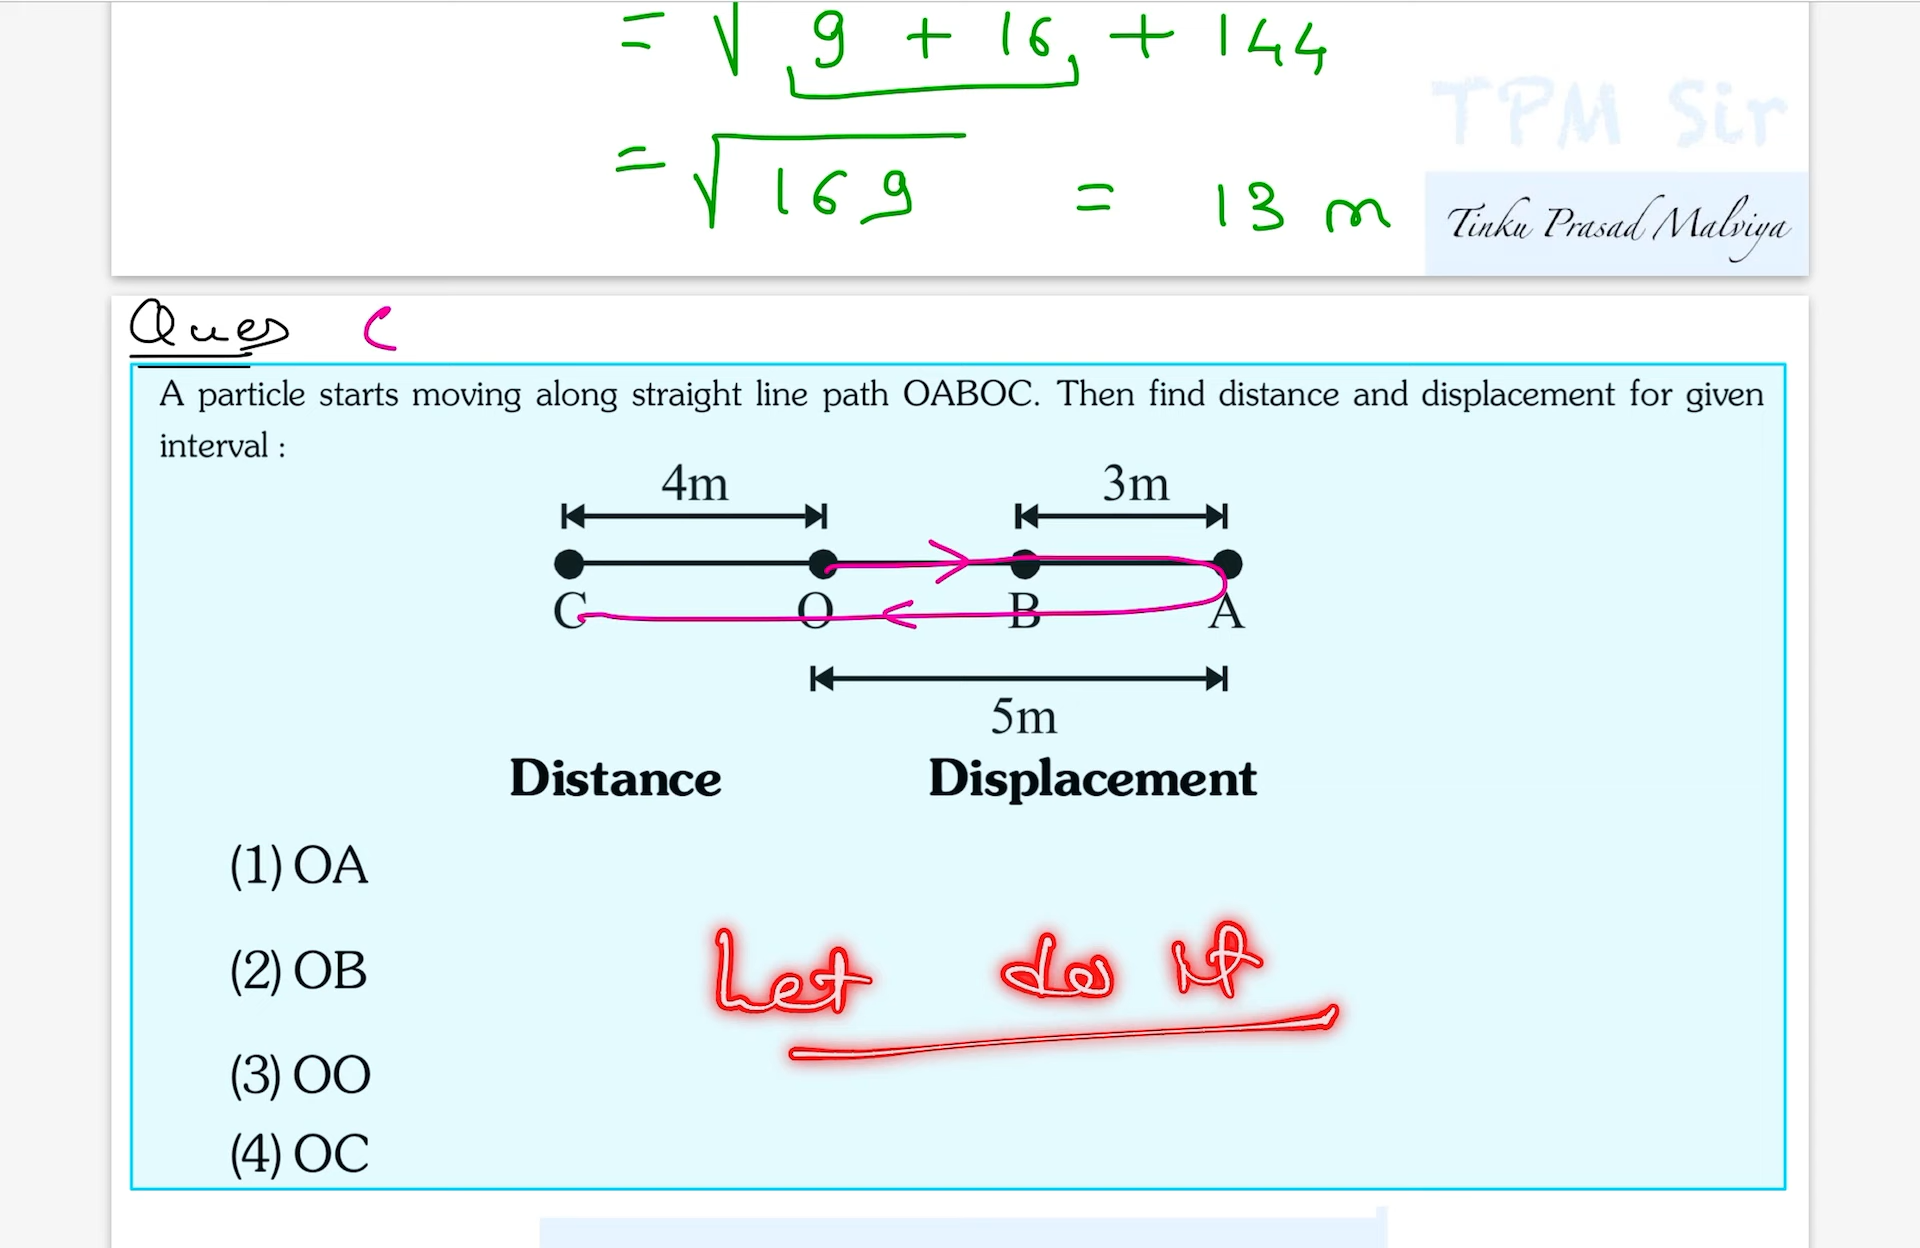 = √ 9 + 16 + 144
TPM Sir
= √169 = 13 m
Tinku Prasad Malviya
Ques C
A particle starts moving along straight line path OABOC. Then find distance and displacement for given
interval :
4m 3m
C O B A
5m
Distance Displacement
(1) OA
(2) OB
Let do it
(3) OO
(4) OC